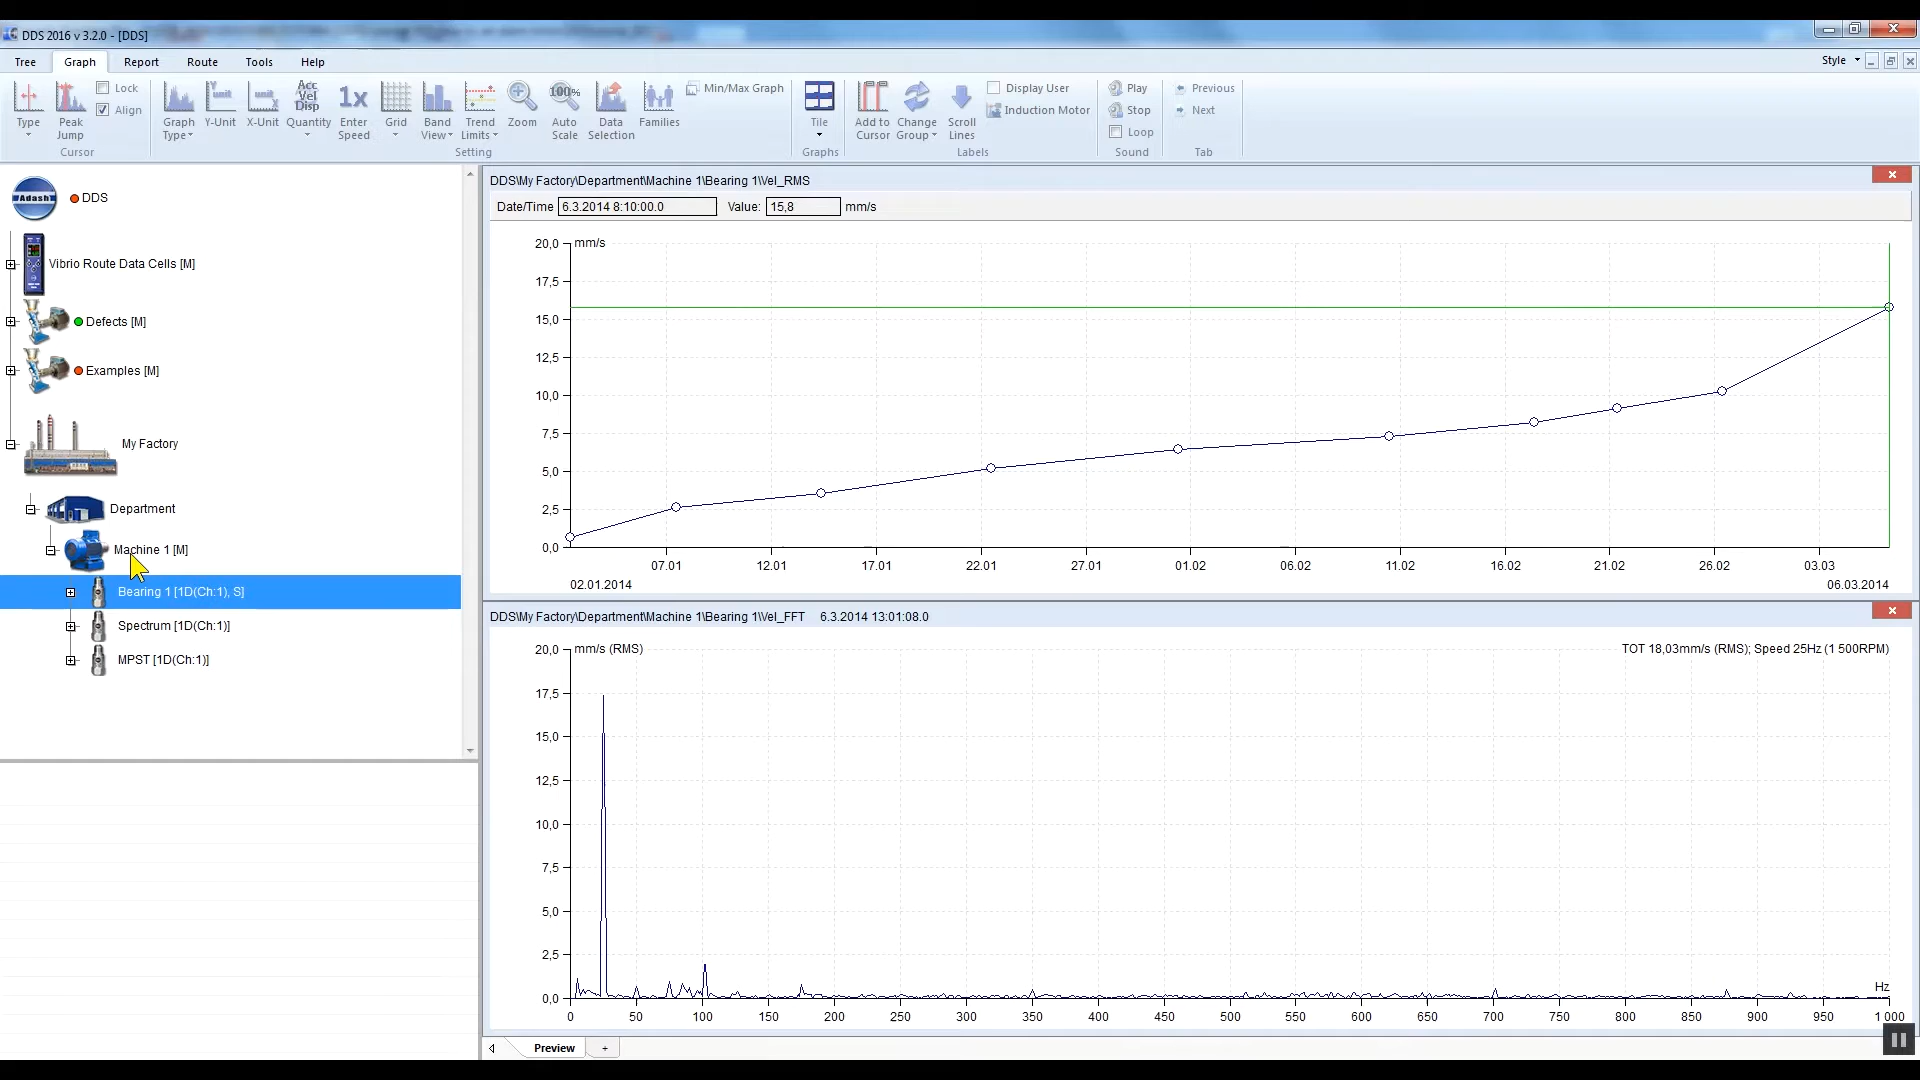 DDS 2016 v 3.2.0 - [DDS]
Tree Graph Report Route Tools Help Style
Type Peak Jump Lock Align Cursor
Graph Type Y-Unit X-Unit Acc Vel Disp Quantity 1x Enter Speed Grid Band View Trend Limits Zoom 100% Auto Scale Data Selection Families Min/Max Graph Setting
Tile Graphs
Add to Cursor Change Group Scroll Lines Display User Induction Motor Labels
Play Stop Loop Sound
Previous Next Tab
Adash DDS
Vibrio Route Data Cells [M]
Defects [M]
Examples [M]
My Factory
Department
Machine 1 [M]
Bearing 1 [1D(Ch:1), S]
Spectrum [1D(Ch:1)]
MPST [1D(Ch:1)]
DDS\My Factory\Department\Machine 1\Bearing 1\Vel_RMS
Date/Time 6.3.2014 8:10:00.0 Value: 15,8 mm/s
20,0 mm/s
17,5
15,0
12,5
10,0
7,5
5,0
2,5
0,0
07.01 12.01 17.01 22.01 27.01 01.02 06.02 11.02 16.02 21.02 26.02 03.03
02.01.2014 06.03.2014
DDS\My Factory\Department\Machine 1\Bearing 1\Vel_FFT 6.3.2014 13:01:08.0
20,0 mm/s (RMS) TOT 18,03mm/s (RMS); Speed 25Hz (1 500RPM)
17,5
15,0
12,5
10,0
7,5
5,0
2,5
0,0 Hz
0 50 100 150 200 250 300 350 400 450 500 550 600 650 700 750 800 850 900 950 1 000
Preview +